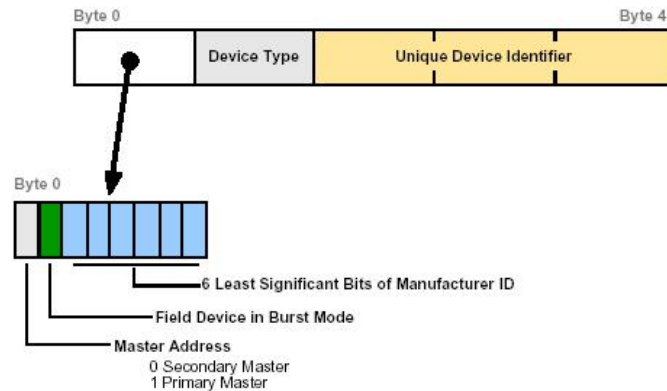 Byte 0 Byte 4
Device Type Unique Device Identifier
Byte 0
6 Least Significant Bits of Manufacturer ID
Field Device in Burst Mode
Master Address
0 Secondary Master
1 Primary Master